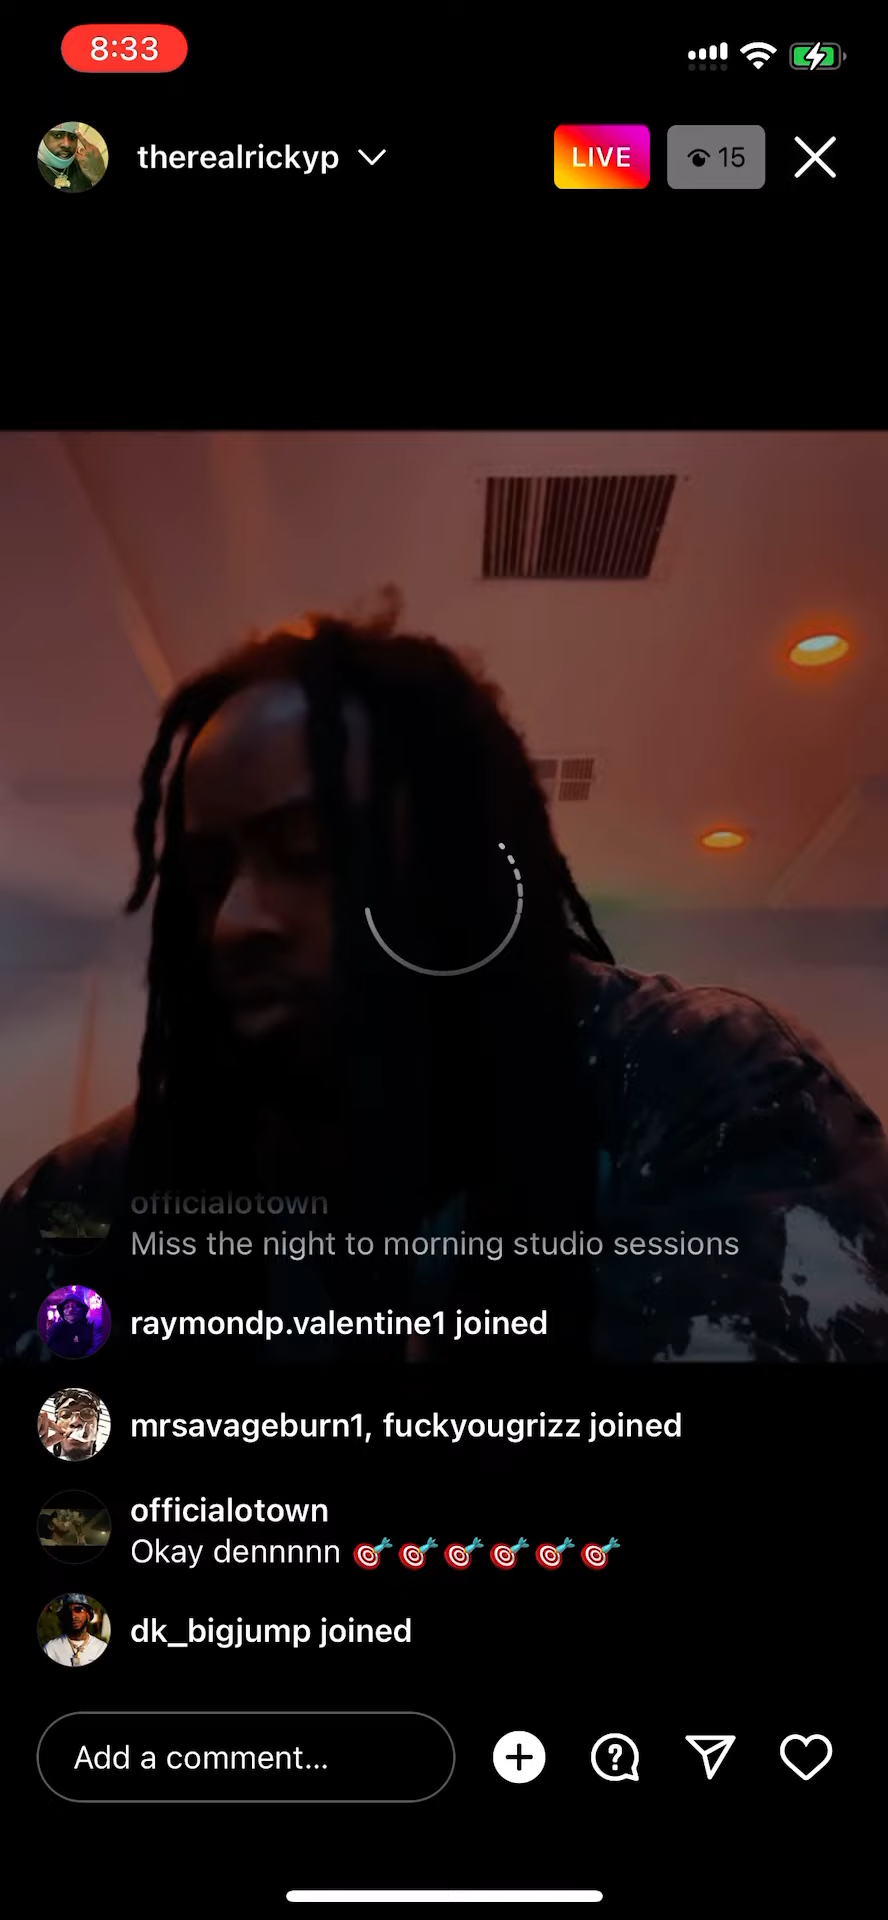 8:33
therealrickyp
LIVE
15
officialotown
Miss the night to morning studio sessions
raymondp.valentine1 joined
mrsavageburn1, fuckyougrizz joined
officialotown
Okay dennnnn 🎯🎯🎯🎯🎯🎯
dk_bigjump joined
Add a comment...